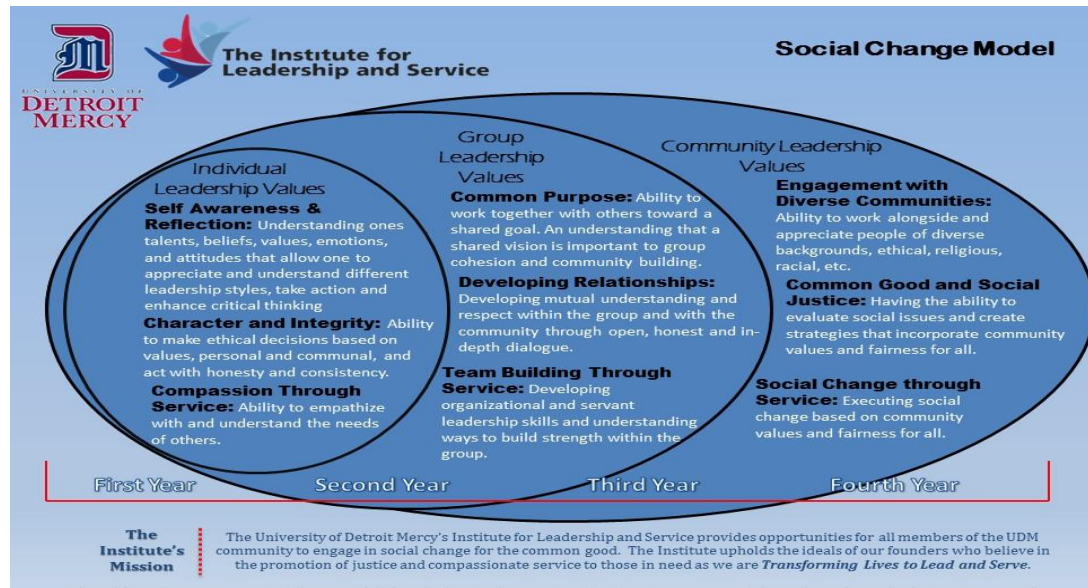 UNIVERSITY OF
DETROIT
MERCY
The Institute for
Leadership and Service
Social Change Model
Individual
Leadership Values
Self Awareness &
Reflection: Understanding ones
talents, beliefs, values, emotions,
and attitudes that allow one to
appreciate and understand different
leadership styles, take action and
enhance critical thinking
Character and Integrity: Ability
to make ethical decisions based on
values, personal and communal, and
act with honesty and consistency.
Compassion Through
Service: Ability to empathize
with and understand the needs
of others.
Group
Leadership
Values
Common Purpose: Ability to
work together with others toward a
shared goal. An understanding that a
shared vision is important to group
cohesion and community building.
Developing Relationships:
Developing mutual understanding and
respect within the group and with the
community through open, honest and in-
depth dialogue.
Team Building Through
Service: Developing
organizational and servant
leadership skills and understanding
ways to build strength within the
group.
Community Leadership
Values
Engagement with
Diverse Communities:
Ability to work alongside and
appreciate people of diverse
backgrounds, ethical, religious,
racial, etc.
Common Good and Social
Justice: Having the ability to
evaluate social issues and create
strategies that incorporate community
values and fairness for all.
Social Change through
Service: Executing social
change based on community
values and fairness for all.
First Year
Second Year
Third Year
Fourth Year
The
Institute's
Mission
The University of Detroit Mercy's Institute for Leadership and Service provides opportunities for all members of the UDM
community to engage in social change for the common good. The Institute upholds the ideals of our founders who believe in
the promotion of justice and compassionate service to those in need as we are Transforming Lives to Lead and Serve.